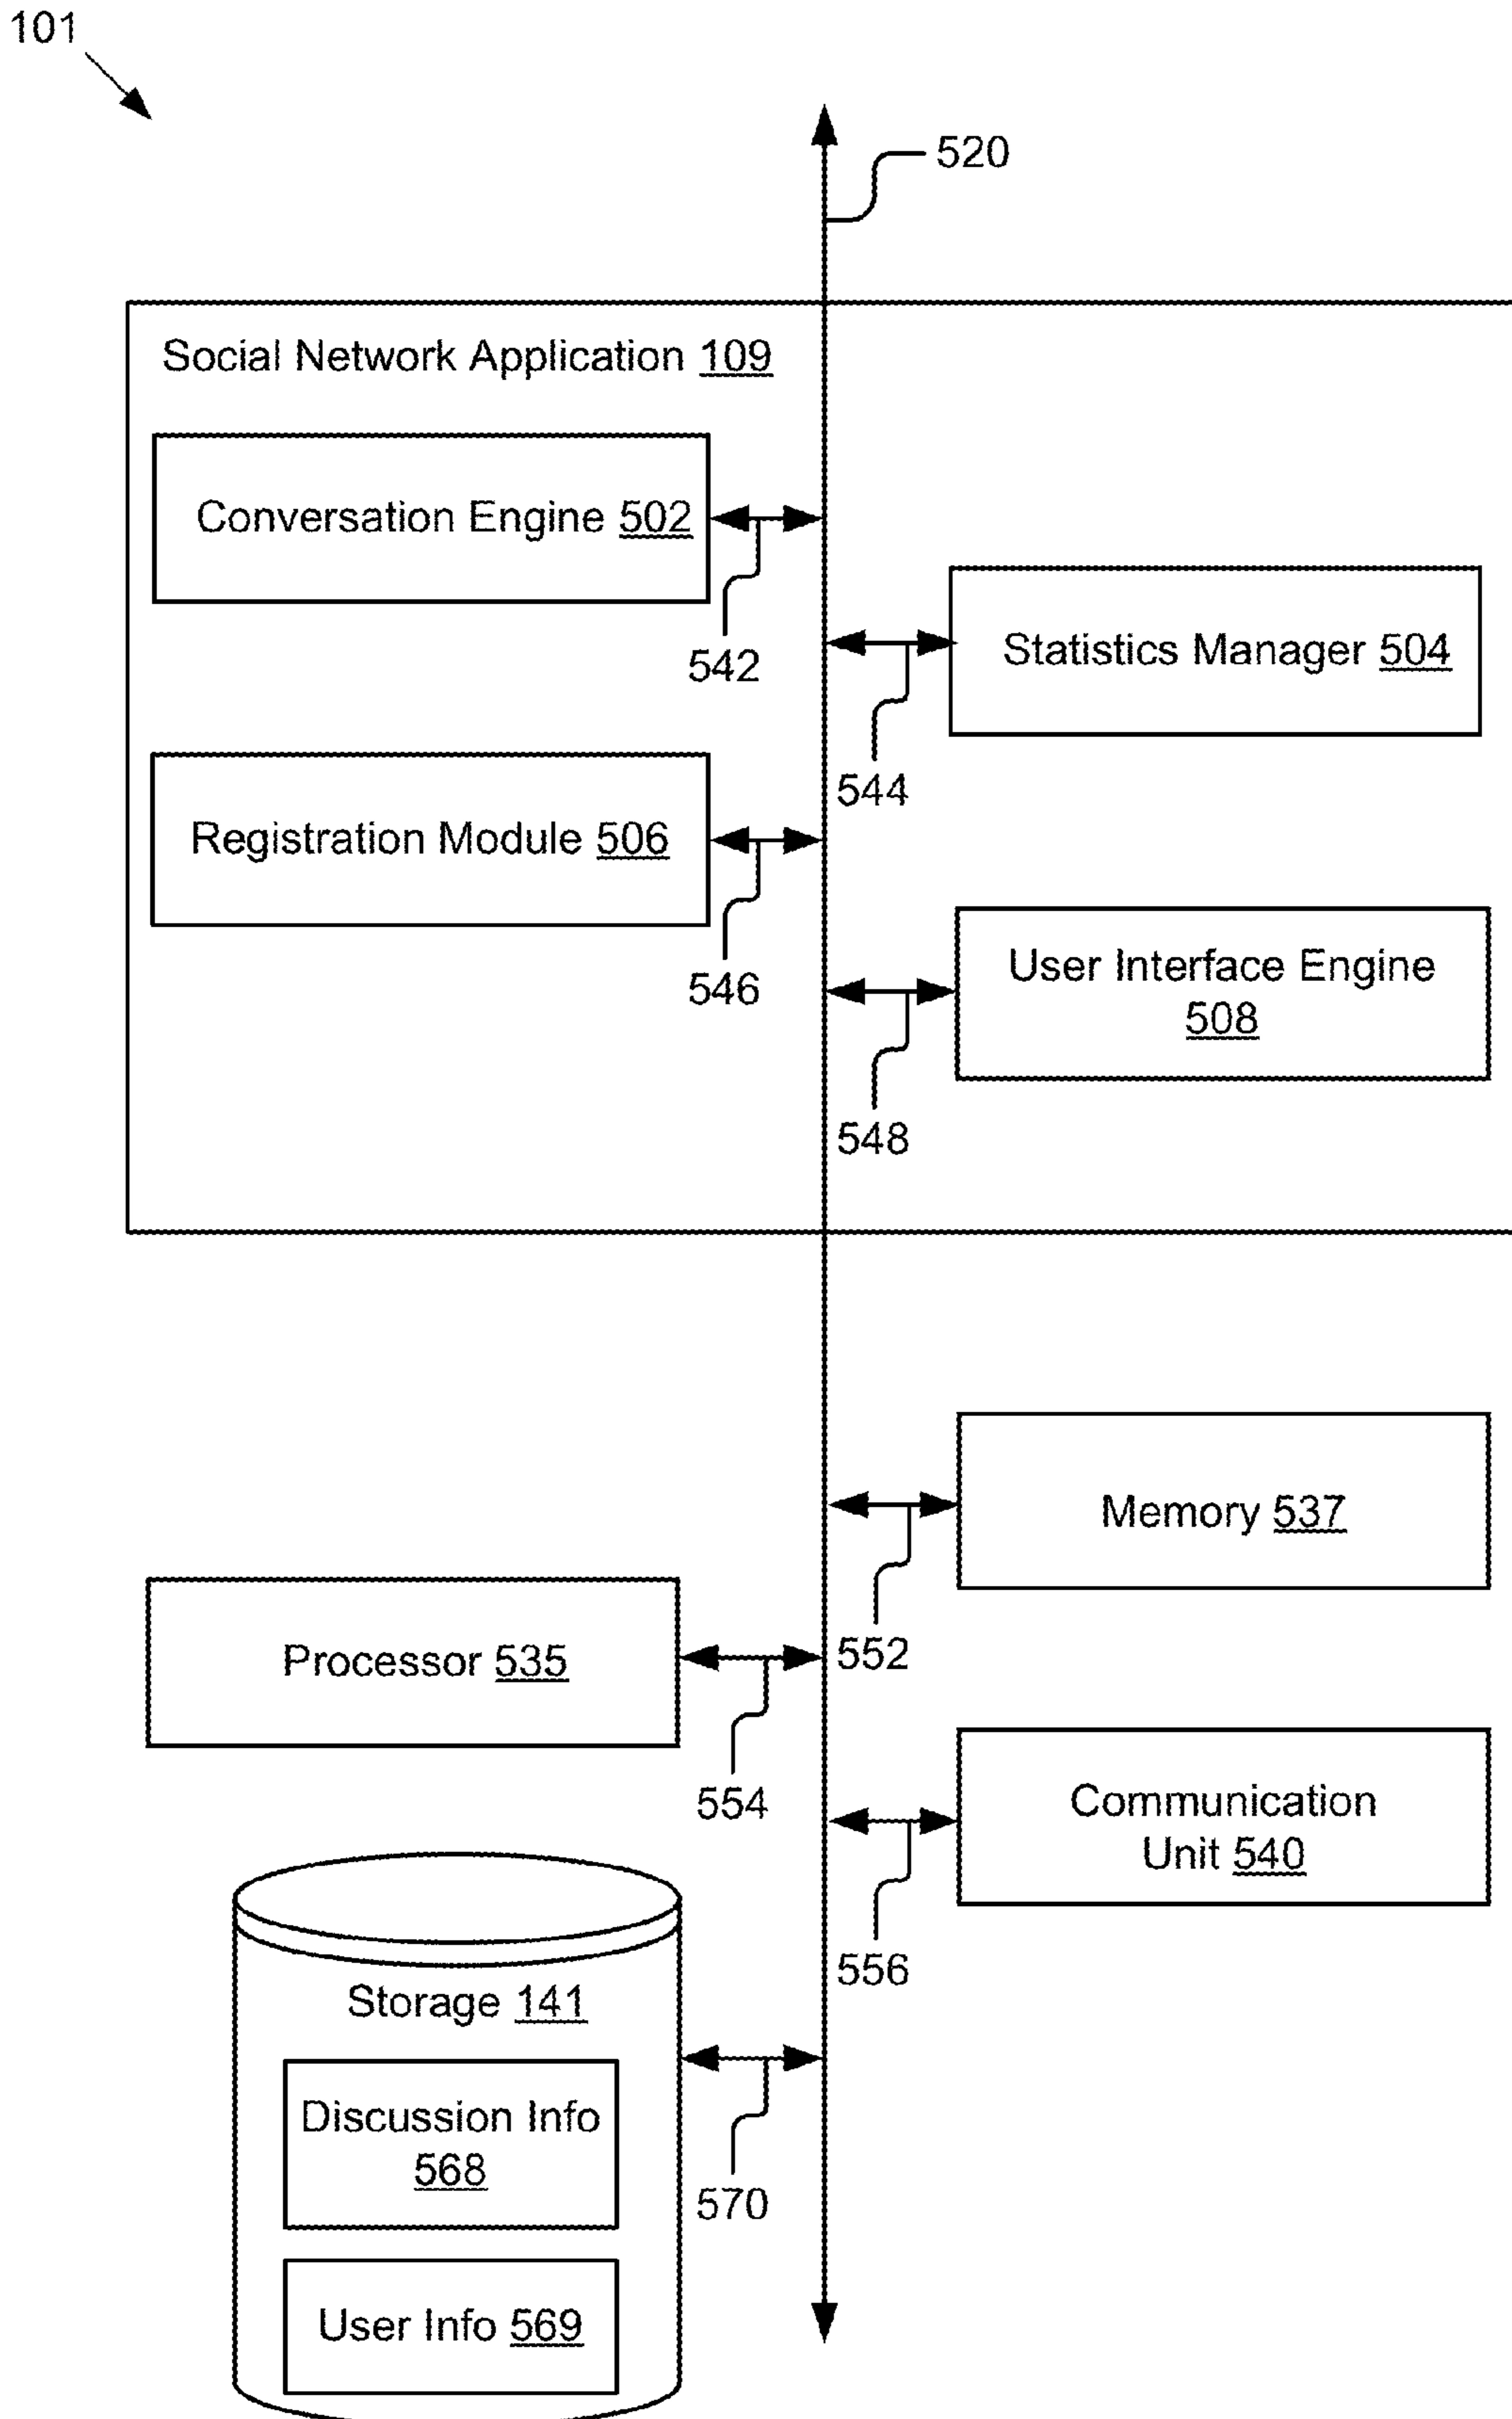 101
520
Social Network Application 109
Conversation Engine 502
542
Statistics Manager 504
544
Registration Module 506
546
User Interface Engine
508
548
Memory 537
552
Processor 535
554
Communication
Unit 540
556
Storage 141
Discussion Info
568
570
User Info 569